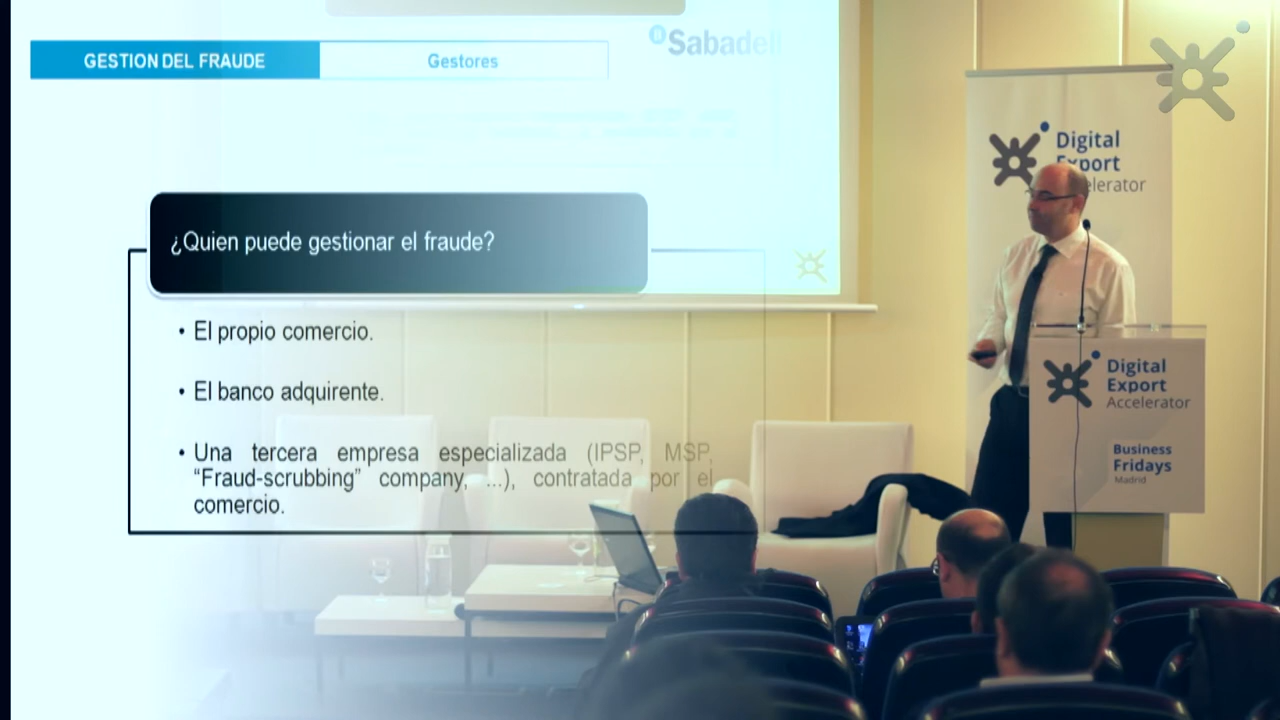 GESTION DEL FRAUDE
Gestores
Sabadell
¿Quien puede gestionar el fraude?
• El propio comercio.
• El banco adquirente.
• Una tercera empresa especializada (IPSP, MSP,
“Fraud-scrubbing” company, ...), contratada por el
comercio.
Digital
Export
Accelerator
Digital
Export
Accelerator
Business
Fridays
Madrid